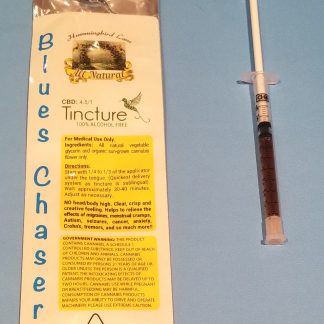 Blues Chaser
Hummingbird Lane
All Natural
CBD: 4.5/1
Tincture
100% ALCOHOL FREE
For Medical Use Only.
Ingredients: All natural vegetable
glycerin and organic sun-grown cannabis
flower only.
Directions:
Start with 1/4 to 1/3 of the applicator
under the tongue. (Quickest delivery
system as tincture is sublingual).
Wait approximately 30-40 minutes.
Adjust as necessary.
NO head/body high. Clear, crisp and
creative feeling. Helps to relieve the
effects of migraines, menstrual cramps,
Autism, seizures, cancer, anxiety,
Crohn's, tremors, and so much more!!
GOVERNMENT WARNING: THIS PRODUCT
CONTAINS CANNABIS, A SCHEDULE I
CONTROLLED SUBSTANCE. KEEP OUT OF REACH
OF CHILDREN AND ANIMALS. CANNABIS
PRODUCTS MAY ONLY BE POSSESSED OR
CONSUMED BY PERSONS 21 YEARS OF AGE OR
OLDER UNLESS THE PERSON IS A QUALIFIED
PATIENT. THE INTOXICATING EFFECTS OF
CANNABIS PRODUCTS MAY BE DELAYED UP TO
TWO HOURS. CANNABIS USE WHILE PREGNANT
OR BREASTFEEDING MAY BE HARMFUL.
CONSUMPTION OF CANNABIS PRODUCTS
IMPAIRS YOUR ABILITY TO DRIVE AND OPERATE
MACHINERY. PLEASE USE EXTREME CAUTION.